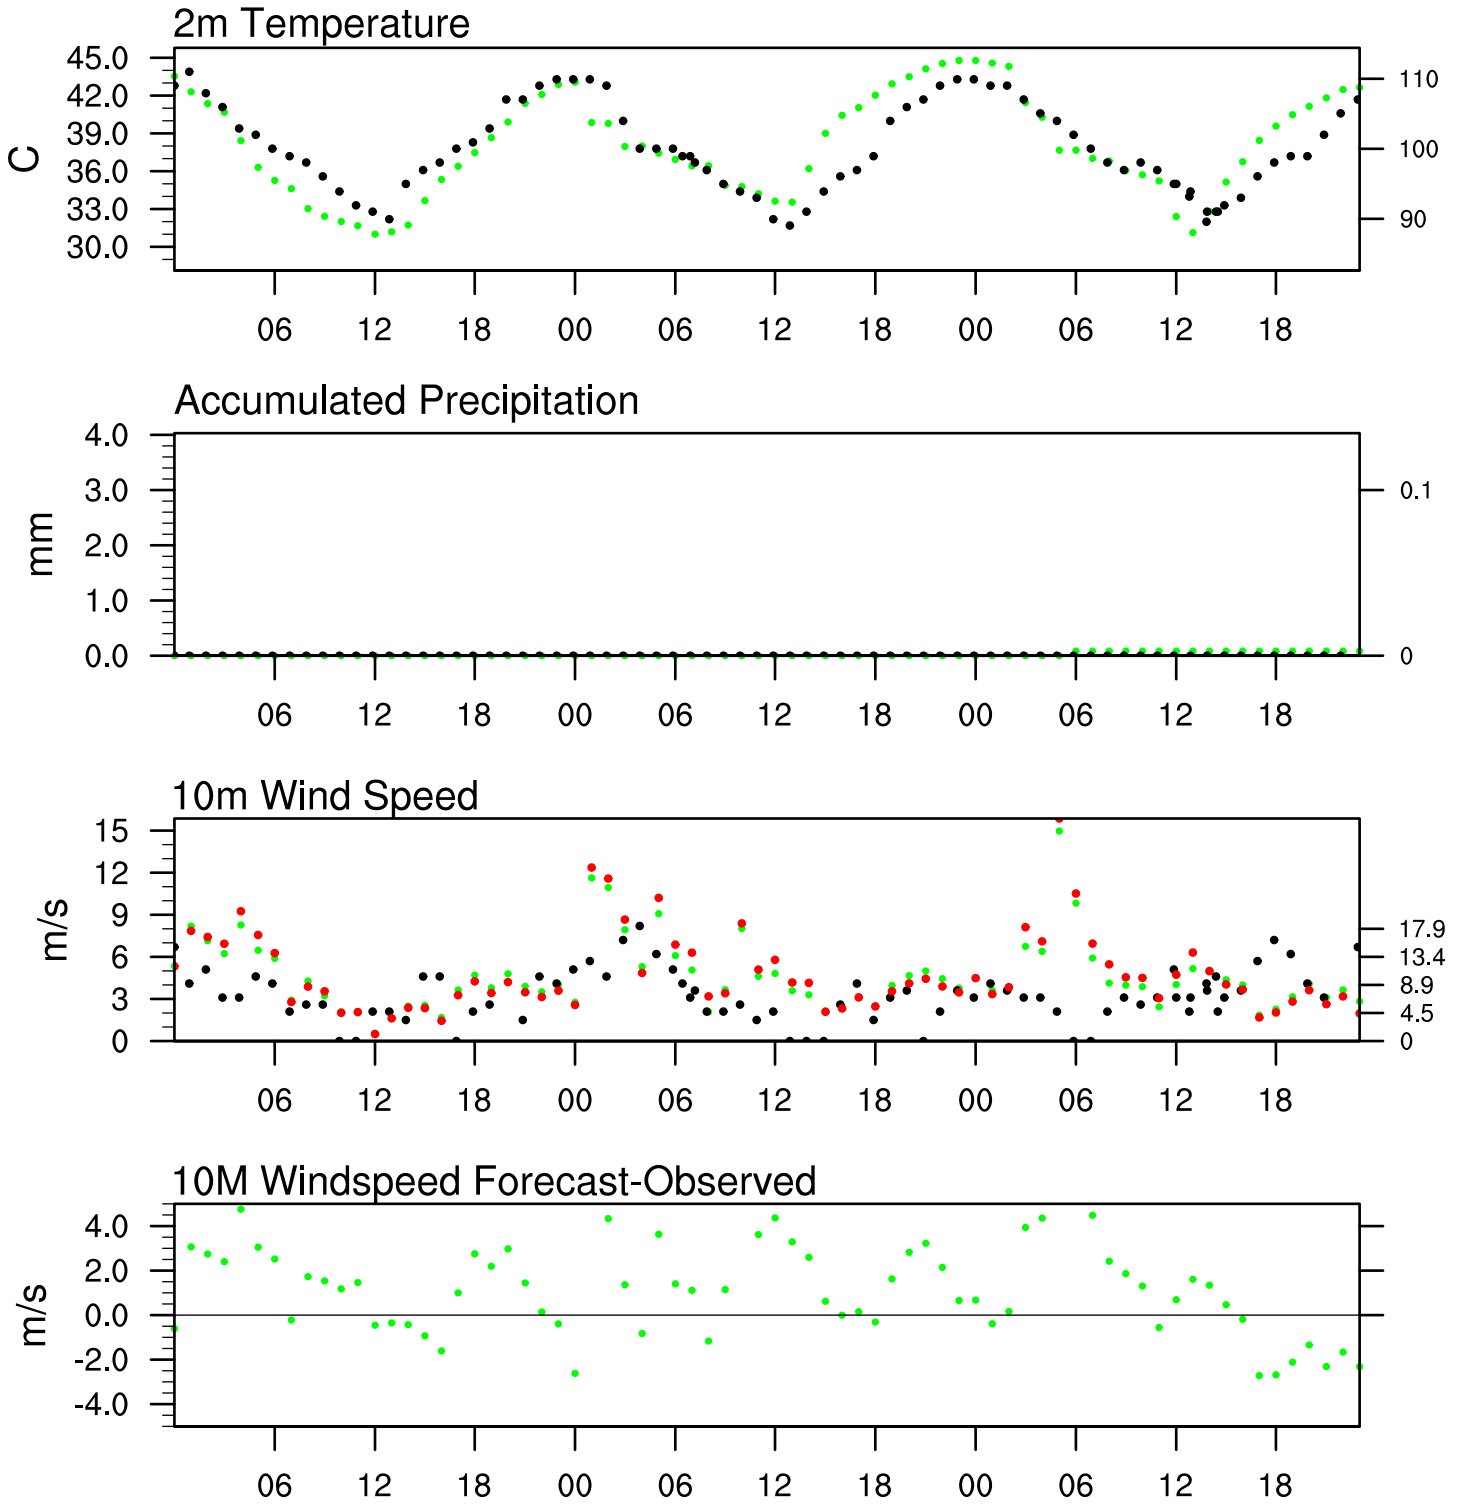 2m Temperature
45.0
42.0
39.0
36.0
33.0
30.0
C
110
100
90
06 12 18 00 06 12 18 00 06 12 18
Accumulated Precipitation
4.0
3.0
2.0
1.0
0.0
mm
0.1
0
06 12 18 00 06 12 18 00 06 12 18
10m Wind Speed
15
12
9
6
3
0
m/s
17.9
13.4
8.9
4.5
0
06 12 18 00 06 12 18 00 06 12 18
10M Windspeed Forecast-Observed
4.0
2.0
0.0
-2.0
-4.0
m/s
06 12 18 00 06 12 18 00 06 12 18